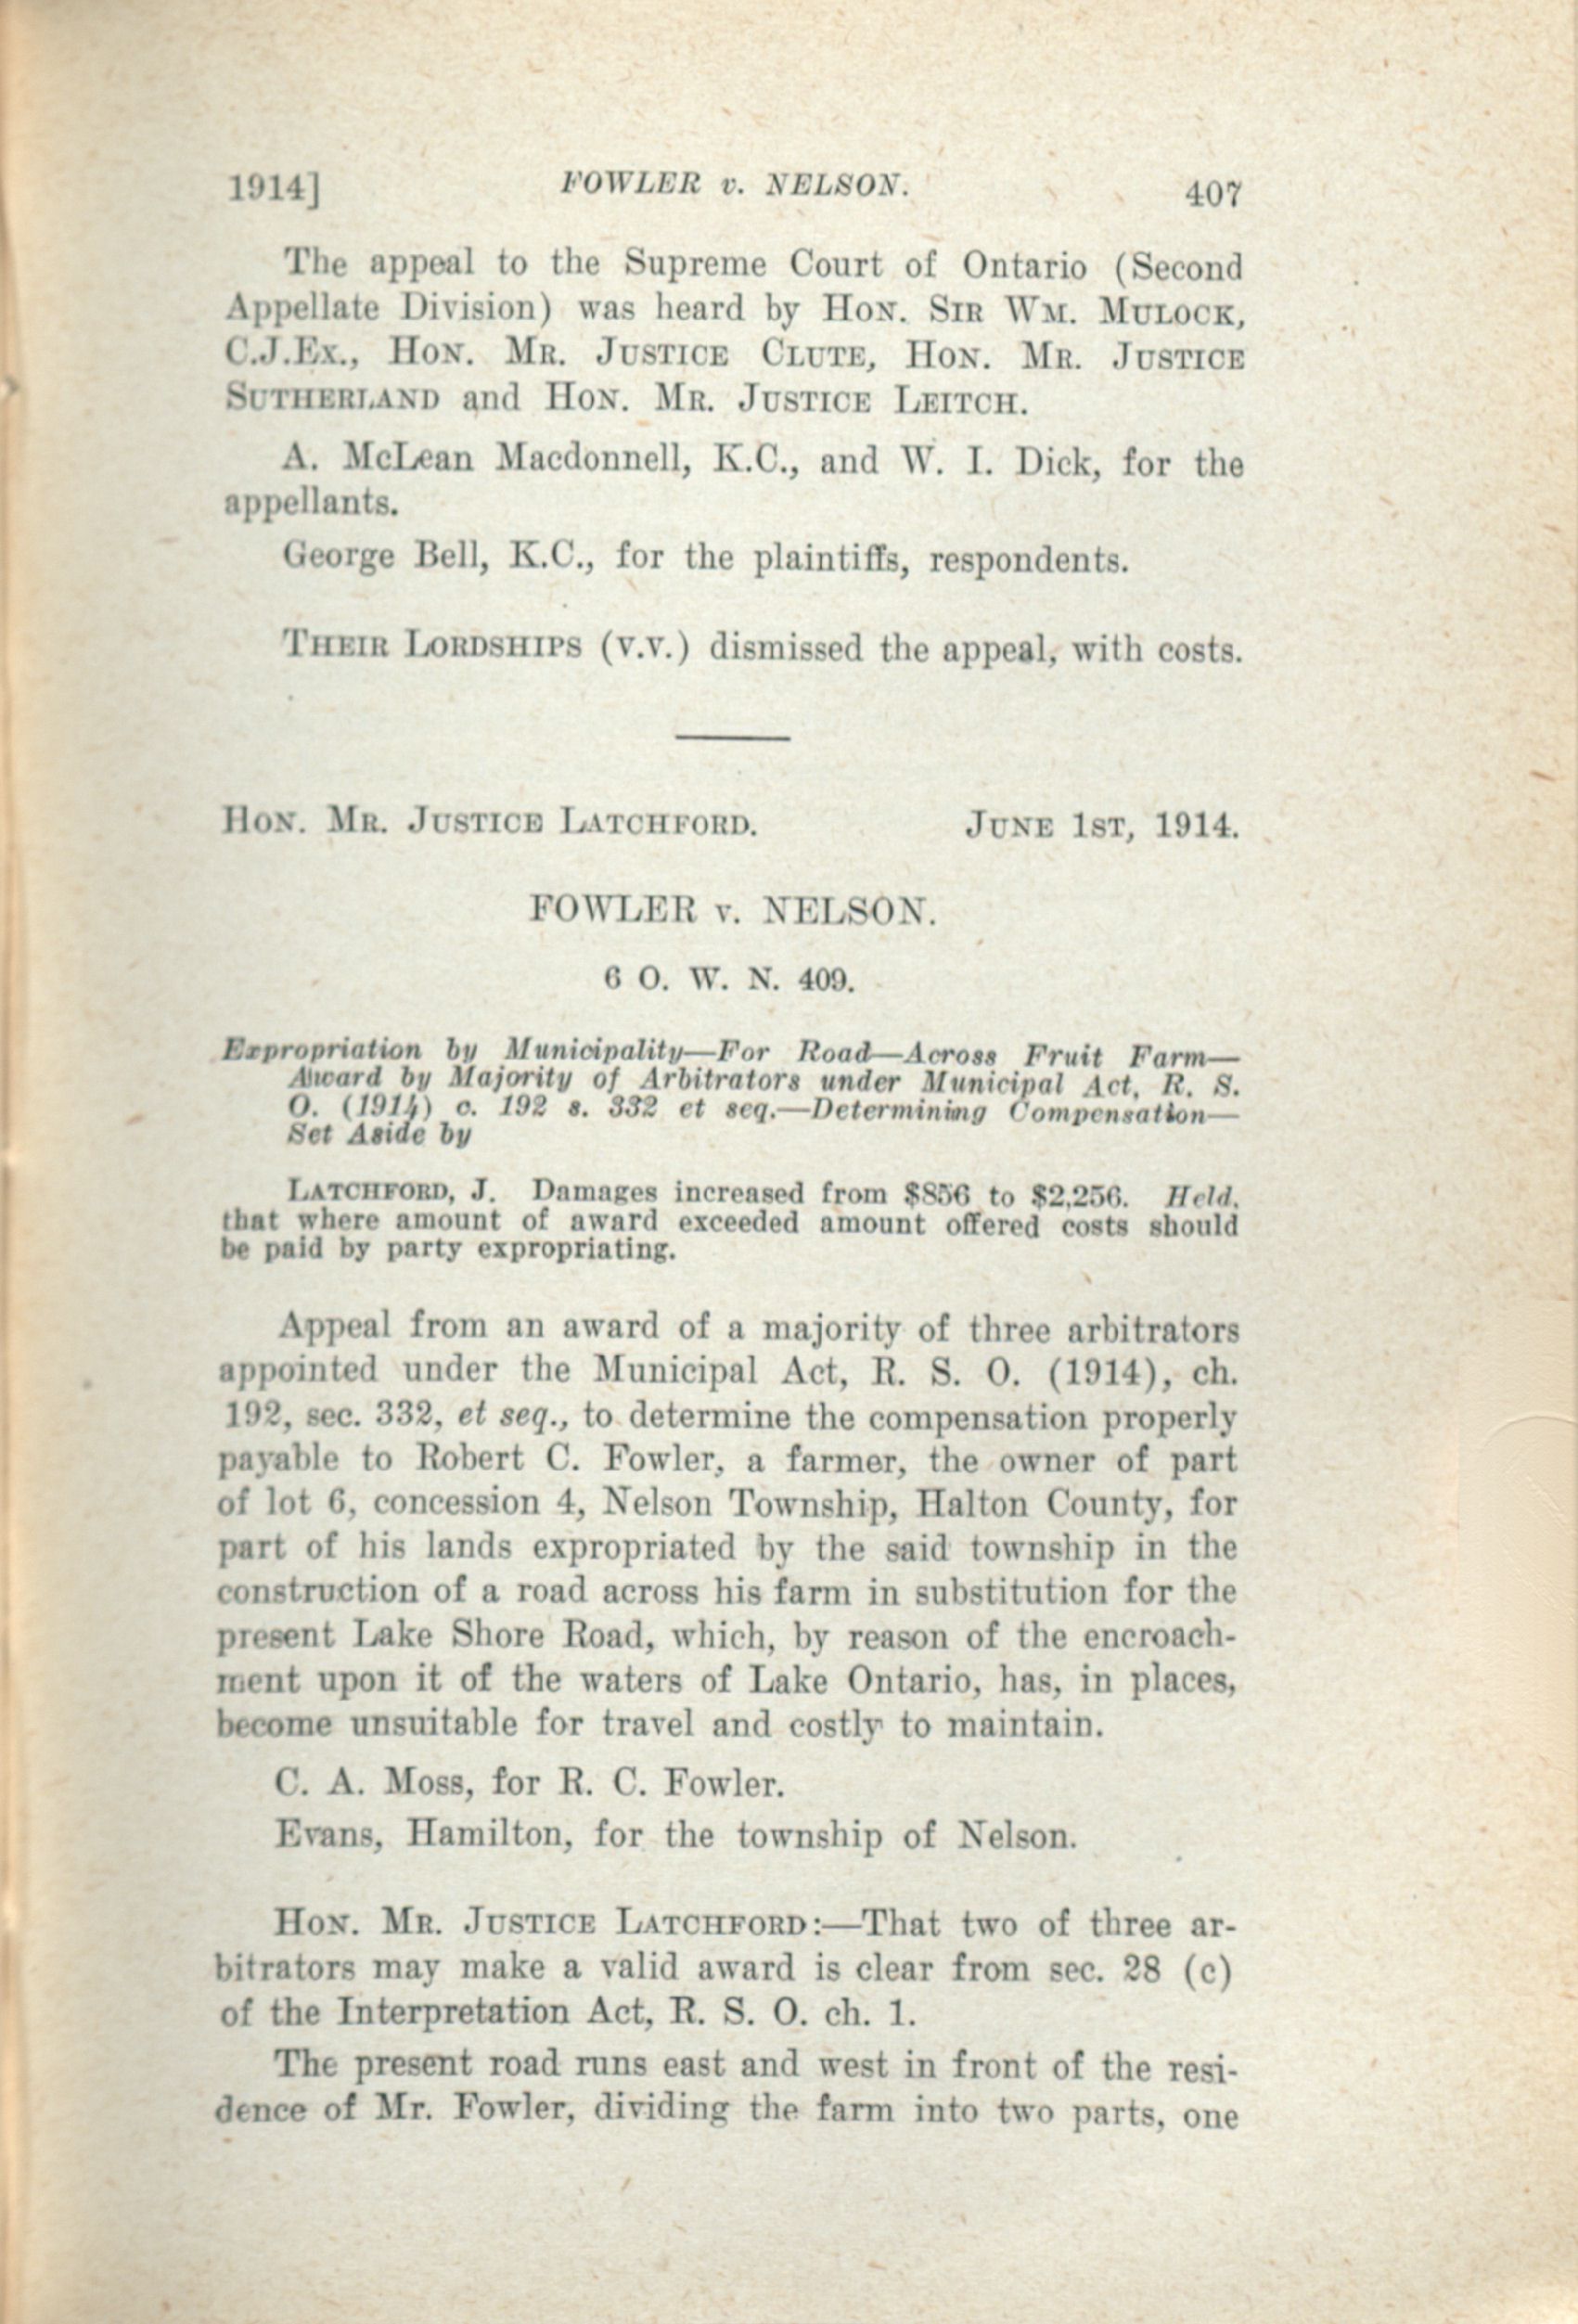 1914] FOWLER v. NELSON. 407
The appeal to the Supreme Court of Ontario (Second
Appellate Division) was heard by HON. SIR WM. MULOCK,
C.J.EX., HON. MR. JUSTICE CLUTE, HON. MR. JUSTICE
SUTHERLAND and HON. MR. JUSTICE LEITCH.
A. McLean Macdonnell, K.C., and W. I. Dick, for the
appellants.
George Bell, K.C., for the plaintiffs, respondents.
THEIR LORDSHIPS (V.V.) dismissed the appeal, with costs.
HON. MR. JUSTICE LATCHFORD. JUNE 1ST, 1914.
FOWLER v. NELSON.
6 O. W. N. 409.
Expropriation by Municipality—For Road—Across Fruit Farm—
Award by Majority of Arbitrators under Municipal Act, R. S.
O. (1914) c. 192 s. 332 et seq.—Determining Compensation—
Set Aside by
LATCHFORD, J. Damages increased from $856 to $2,256. Held,
that where amount of award exceeded amount offered costs should
be paid by party expropriating.
Appeal from an award of a majority of three arbitrators
appointed under the Municipal Act, R. S. O. (1914), ch.
192, sec. 332, et seq., to determine the compensation properly
payable to Robert C. Fowler, a farmer, the owner of part
of lot 6, concession 4, Nelson Township, Halton County, for
part of his lands expropriated by the said township in the
construction of a road across his farm in substitution for the
present Lake Shore Road, which, by reason of the encroach-
ment upon it of the waters of Lake Ontario, has, in places,
become unsuitable for travel and costly to maintain.
C. A. Moss, for R. C. Fowler.
Evans, Hamilton, for the township of Nelson.
HON. MR. JUSTICE LATCHFORD:—That two of three ar-
bitrators may make a valid award is clear from sec. 28 (c)
of the Interpretation Act, R. S. O. ch. 1.
The present road runs east and west in front of the resi-
dence of Mr. Fowler, dividing the farm into two parts, one